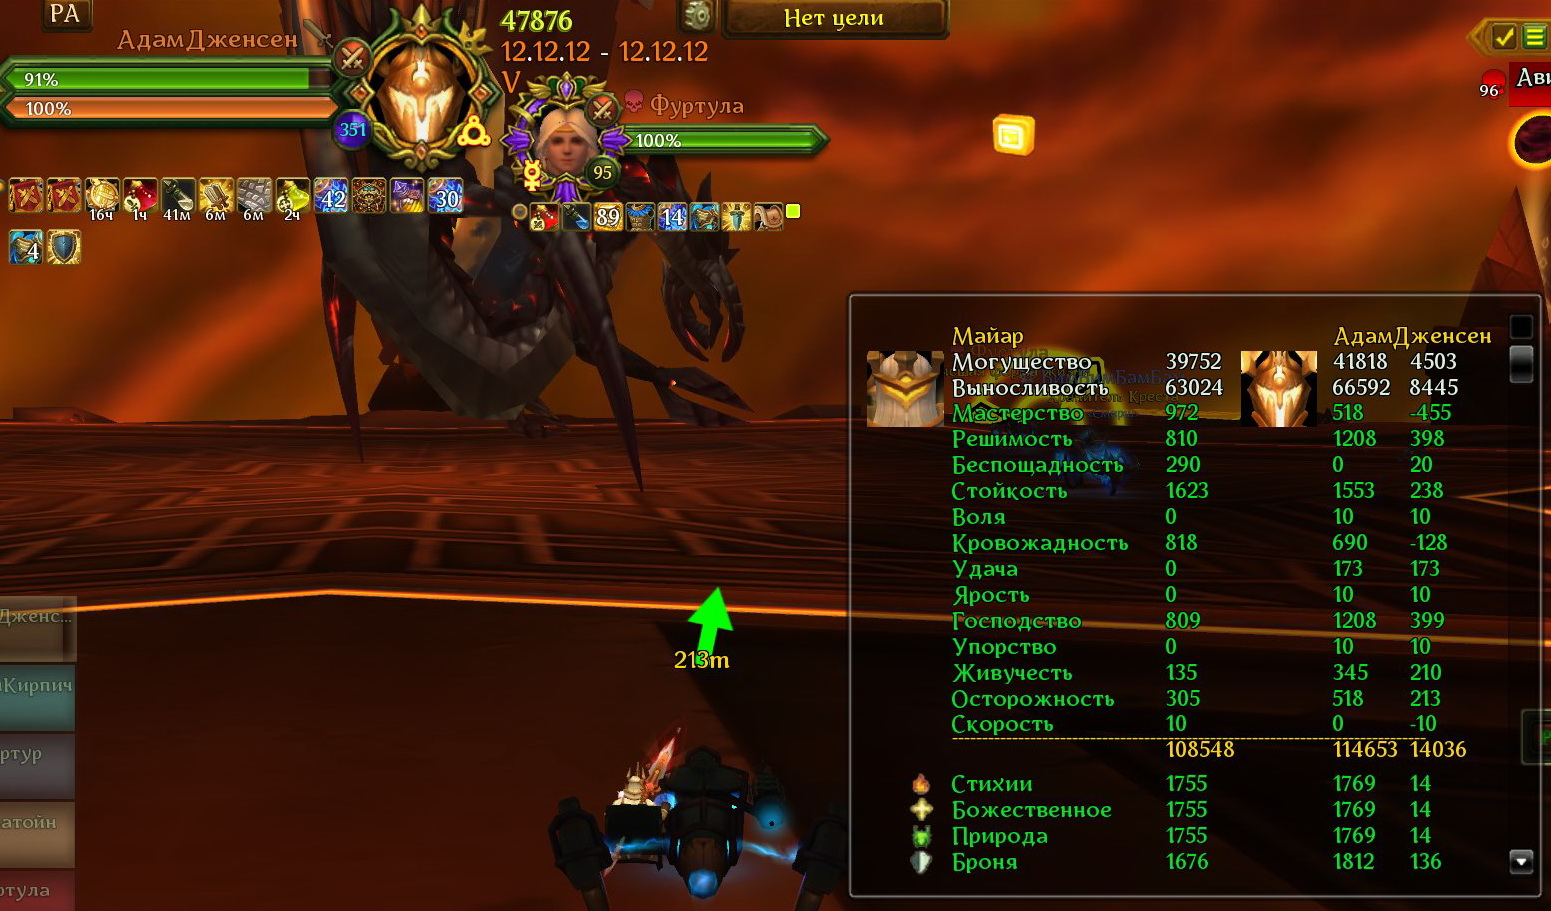 РА
АдамДженсен
91%
100%
351
47876
12.12.12 - 12.12.12
V
Нет цели
Фуртула
100%
95
96
Ави
16ч 1ч 41м 6м 6м 2ч 42 30
89 14
4
Майар АдамДженсен
Могущество 39752 41818 4503
Выносливость 63024 66592 8445
Мастерство 972 518 -455
Решимость 810 1208 398
Беспощадность 290 0 20
Стойкость 1623 1553 238
Воля 0 10 10
Кровожадность 818 690 -128
Удача 0 173 173
Ярость 0 10 10
Господство 809 1208 399
Упорство 0 10 10
Живучесть 135 345 210
Осторожность 305 518 213
Скорость 10 0 -10
108548 114653 14036
Стихии 1755 1769 14
Божественное 1755 1769 14
Природа 1755 1769 14
Броня 1676 1812 136
213m
Дженс...
Кирпич
ртур
атойн
ртула